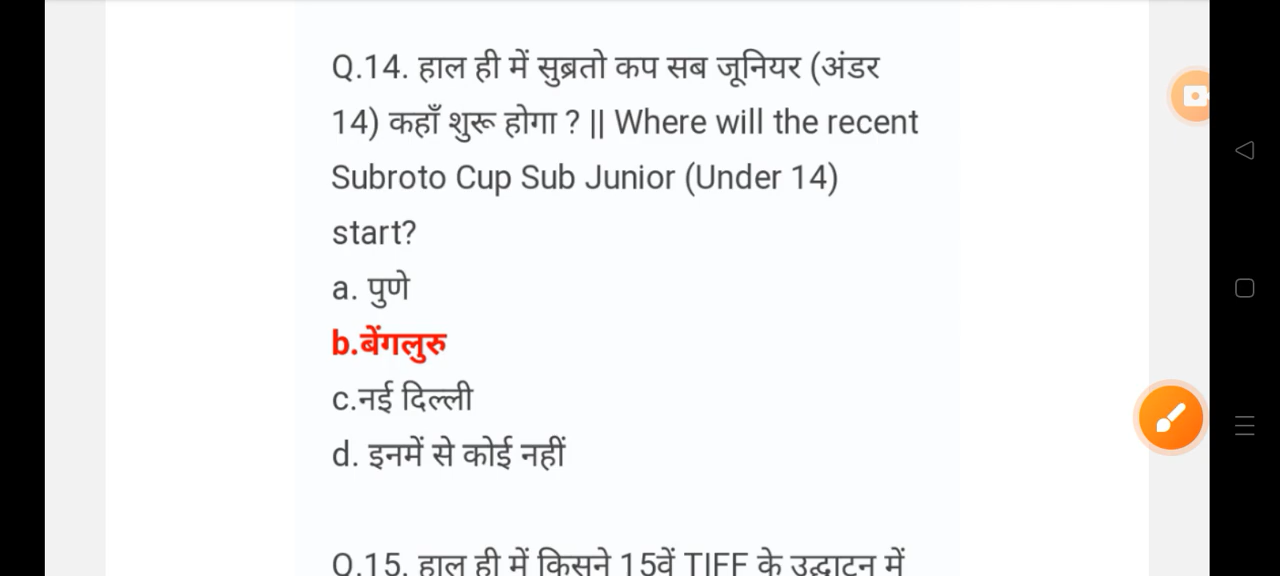 Q.14. हाल ही में सुब्रतो कप सब जूनियर (अंडर
14) कहाँ शुरू होगा ? || Where will the recent
Subroto Cup Sub Junior (Under 14)
start?
a. पुणे
b.बेंगलुरु
c.नई दिल्ली
d. इनमें से कोई नहीं
Q.15. हाल ही में किसने 15वें TIFF के उद्घाटन में